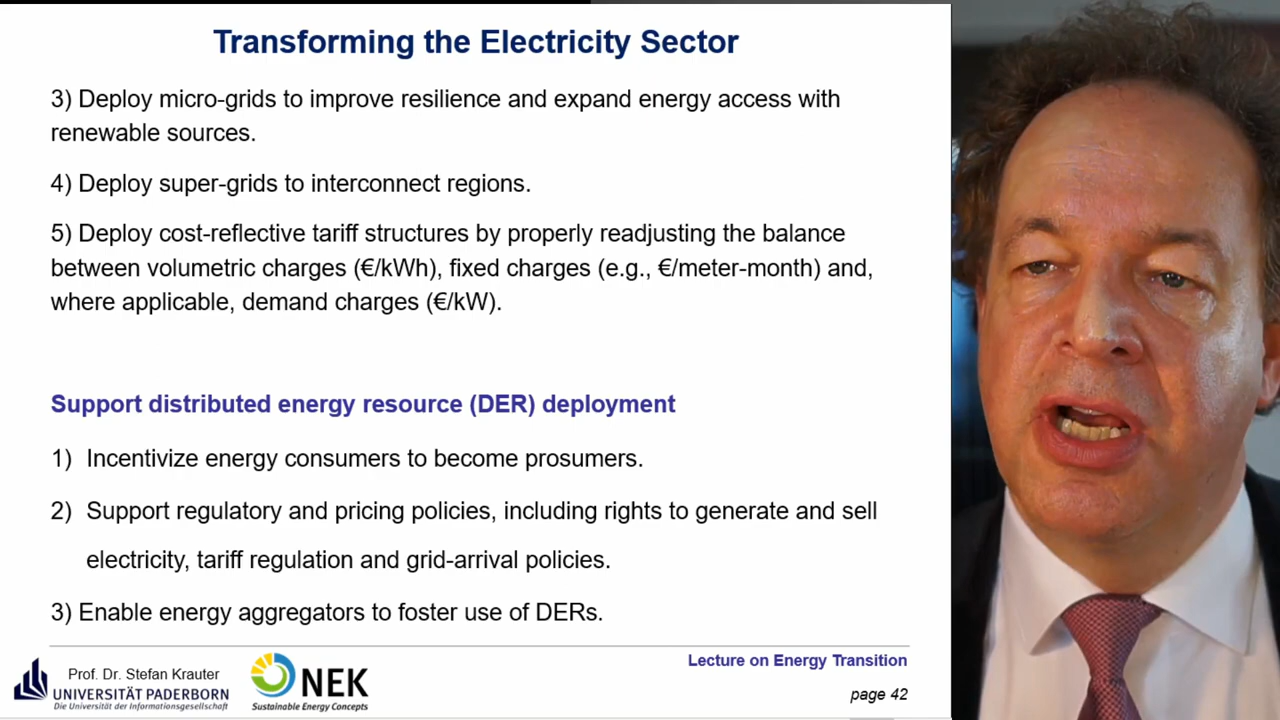 Transforming the Electricity Sector
3) Deploy micro-grids to improve resilience and expand energy access with
renewable sources.
4) Deploy super-grids to interconnect regions.
5) Deploy cost-reflective tariff structures by properly readjusting the balance
between volumetric charges (€/kWh), fixed charges (e.g., €/meter-month) and,
where applicable, demand charges (€/kW).
Support distributed energy resource (DER) deployment
1) Incentivize energy consumers to become prosumers.
2) Support regulatory and pricing policies, including rights to generate and sell
electricity, tariff regulation and grid-arrival policies.
3) Enable energy aggregators to foster use of DERs.
Prof. Dr. Stefan Krauter
UNIVERSITÄT PADERBORN
Die Universität der Informationsgesellschaft
NEK
Sustainable Energy Concepts
Lecture on Energy Transition
page 42